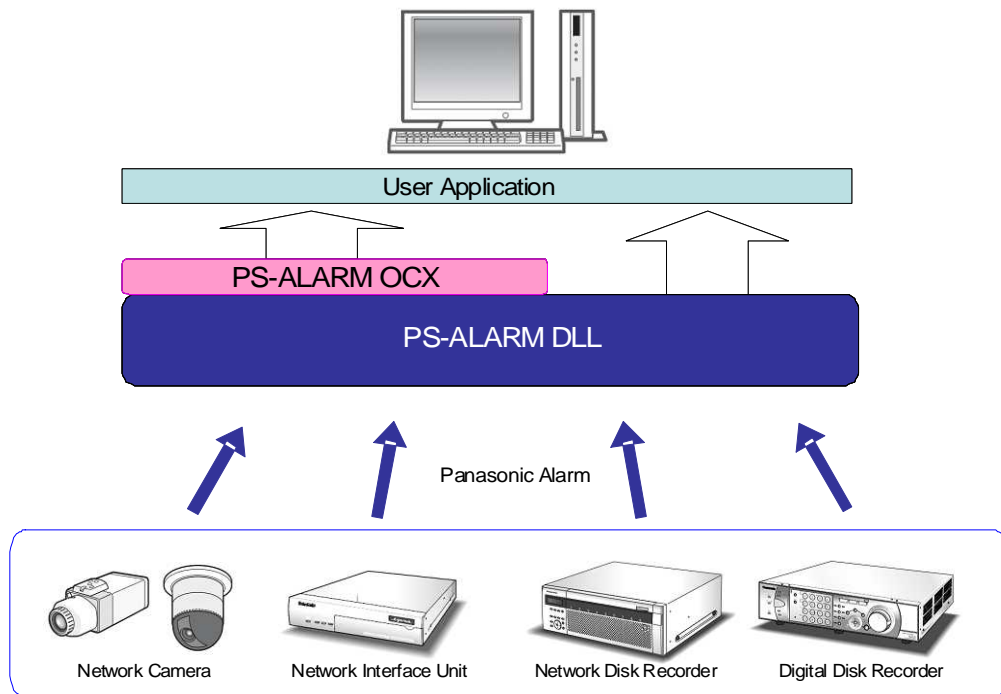 User Application
PS-ALARM OCX
PS-ALARM DLL
Panasonic Alarm
Network Camera
Network Interface Unit
Network Disk Recorder
Digital Disk Recorder